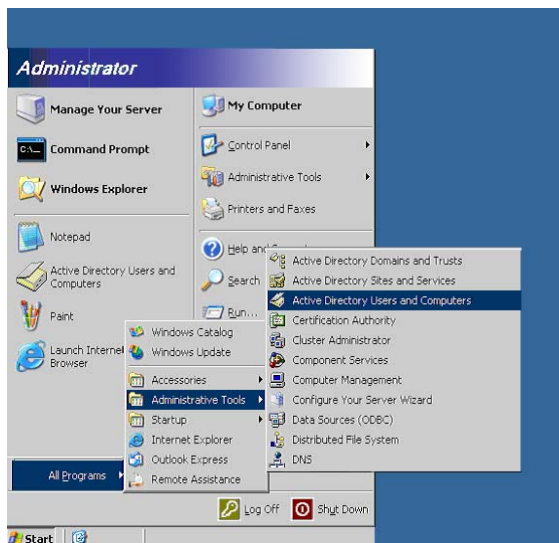 Administrator
Manage Your Server
Command Prompt
Windows Explorer
Notepad
Active Directory Users and
Computers
Paint
Launch Internet
Browser
All Programs
My Computer
Control Panel
Administrative Tools
Printers and Faxes
Help and
Search
Run...
Windows Catalog
Windows Update
Accessories
Administrative Tools
Startup
Internet Explorer
Outlook Express
Remote Assistance
Active Directory Domains and Trusts
Active Directory Sites and Services
Active Directory Users and Computers
Certification Authority
Cluster Administrator
Component Services
Computer Management
Configure Your Server Wizard
Data Sources (ODBC)
Distributed File System
DNS
Log Off
Shut Down
Start